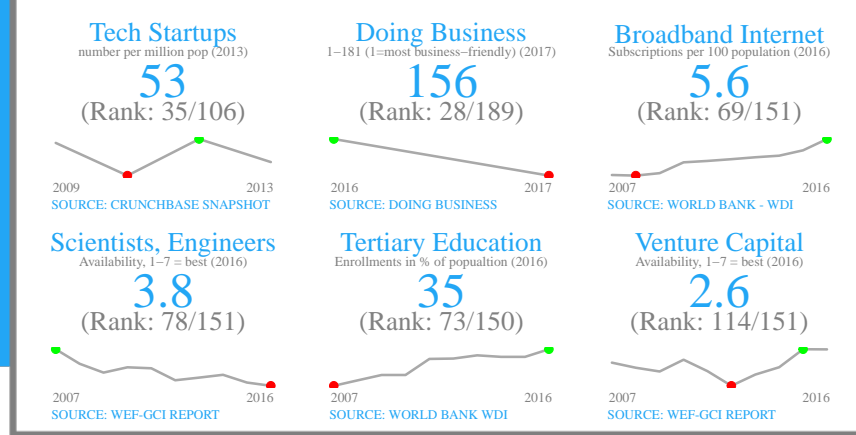 Tech Startups
number per million pop (2013)
53
(Rank: 35/106)
2009 2013
SOURCE: CRUNCHBASE SNAPSHOT
Doing Business
1−181 (1=most business−friendly) (2017)
156
(Rank: 28/189)
2016 2017
SOURCE: DOING BUSINESS
Broadband Internet
Subscriptions per 100 population (2016)
5.6
(Rank: 69/151)
2007 2016
SOURCE: WORLD BANK - WDI
Scientists, Engineers
Availability, 1−7 = best (2016)
3.8
(Rank: 78/151)
2007 2016
SOURCE: WEF-GCI REPORT
Tertiary Education
Enrollments in % of popualtion (2016)
35
(Rank: 73/150)
2007 2016
SOURCE: WORLD BANK WDI
Venture Capital
Availability, 1−7 = best (2016)
2.6
(Rank: 114/151)
2007 2016
SOURCE: WEF-GCI REPORT